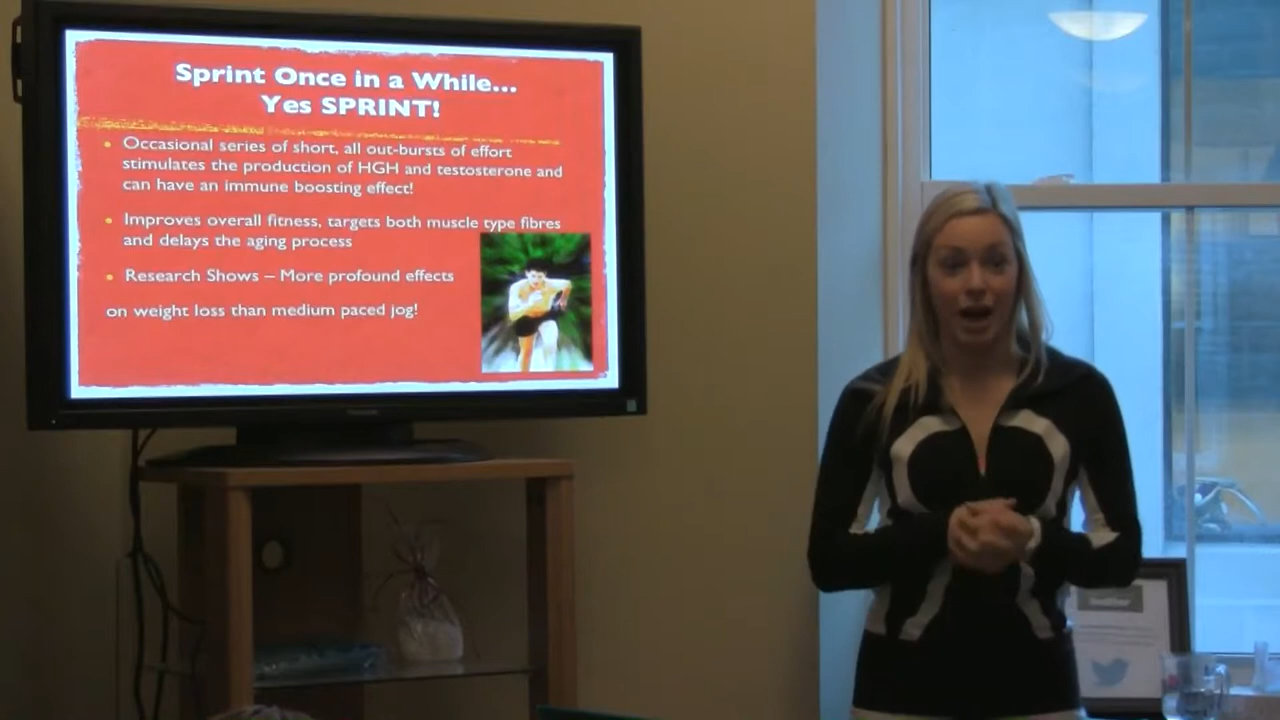 Sprint Once in a While...
Yes SPRINT!
Occasional series of short, all out-bursts of effort
stimulates the production of HGH and testosterone and
can have an immune boosting effect!
Improves overall fitness, targets both muscle type fibres
and delays the aging process
Research Shows – More profound effects
on weight loss than medium paced jog!